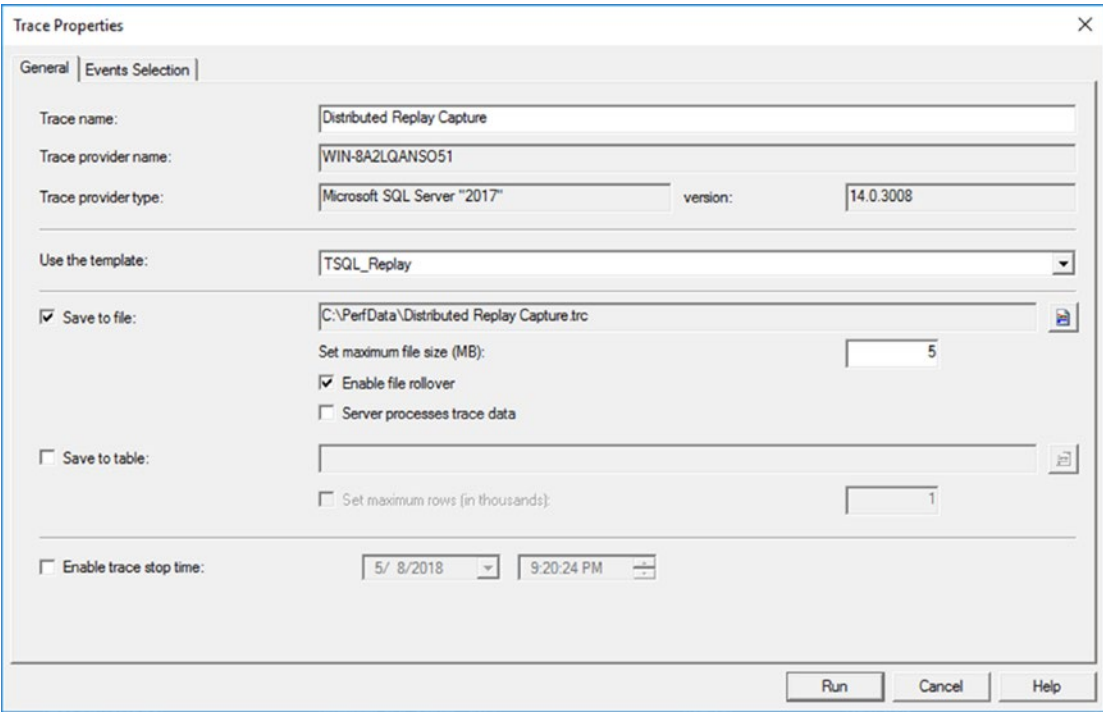 Trace Properties
General Events Selection
Trace name: Distributed Replay Capture
Trace provider name: WIN-8A2LQANSO51
Trace provider type: Microsoft SQL Server "2017" version: 14.0.3008
Use the template: TSQL_Replay
Save to file: C:\PerfData\Distributed Replay Capture.trc
Set maximum file size (MB): 5
Enable file rollover
Server processes trace data
Save to table:
Set maximum rows (in thousands): 1
Enable trace stop time: 5/ 8/2018 9:20:24 PM
Run Cancel Help